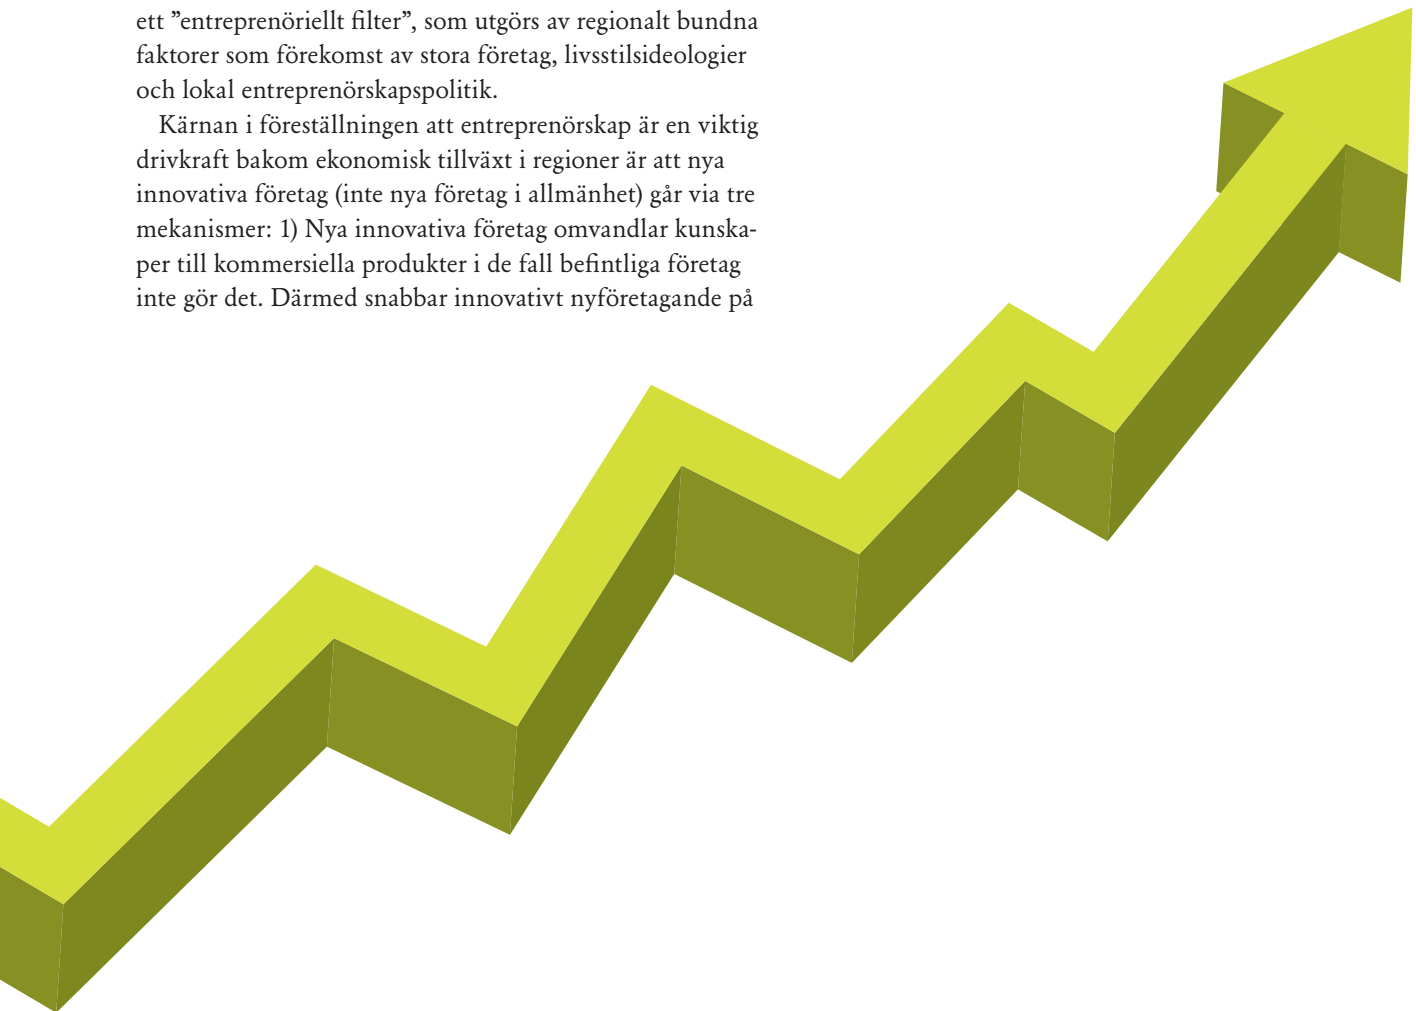 ett ”entreprenöriellt filter”, som utgörs av regionalt bundna
faktorer som förekomst av stora företag, livsstilsideologier
och lokal entreprenörskapspolitik.
Kärnan i föreställningen att entreprenörskap är en viktig
drivkraft bakom ekonomisk tillväxt i regioner är att nya
innovativa företag (inte nya företag i allmänhet) går via tre
mekanismer: 1) Nya innovativa företag omvandlar kunska-
per till kommersiella produkter i de fall befintliga företag
inte gör det. Därmed snabbar innovativt nyföretagande på